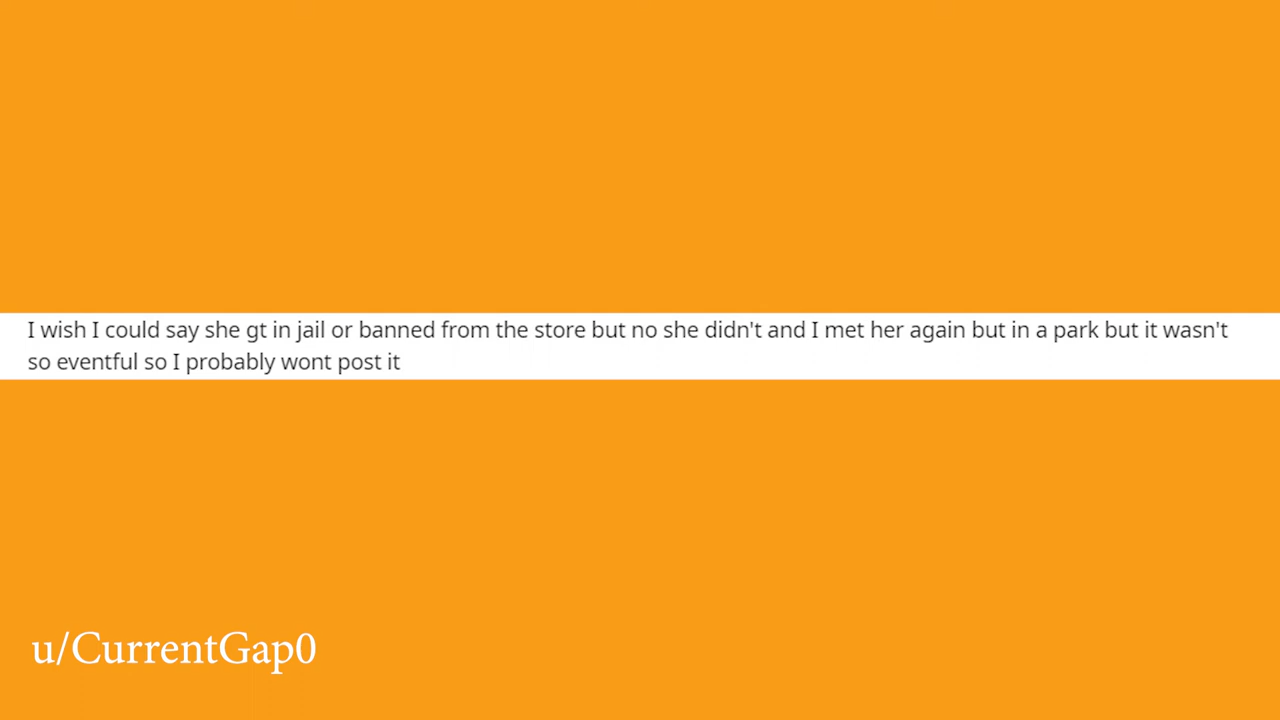 I wish I could say she gt in jail or banned from the store but no she didn't and I met her again but in a park but it wasn't
so eventful so I probably wont post it
u/CurrentGap0